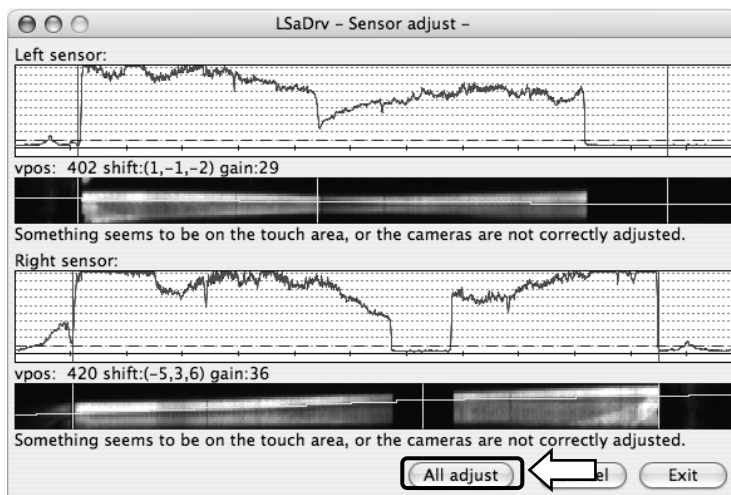 LSaDrv – Sensor adjust –
Left sensor:
vpos: 402 shift:(1,–1,–2) gain:29
Something seems to be on the touch area, or the cameras are not correctly adjusted.
Right sensor:
vpos: 420 shift:(–5,3,6) gain:36
Something seems to be on the touch area, or the cameras are not correctly adjusted.
All adjust
Exit